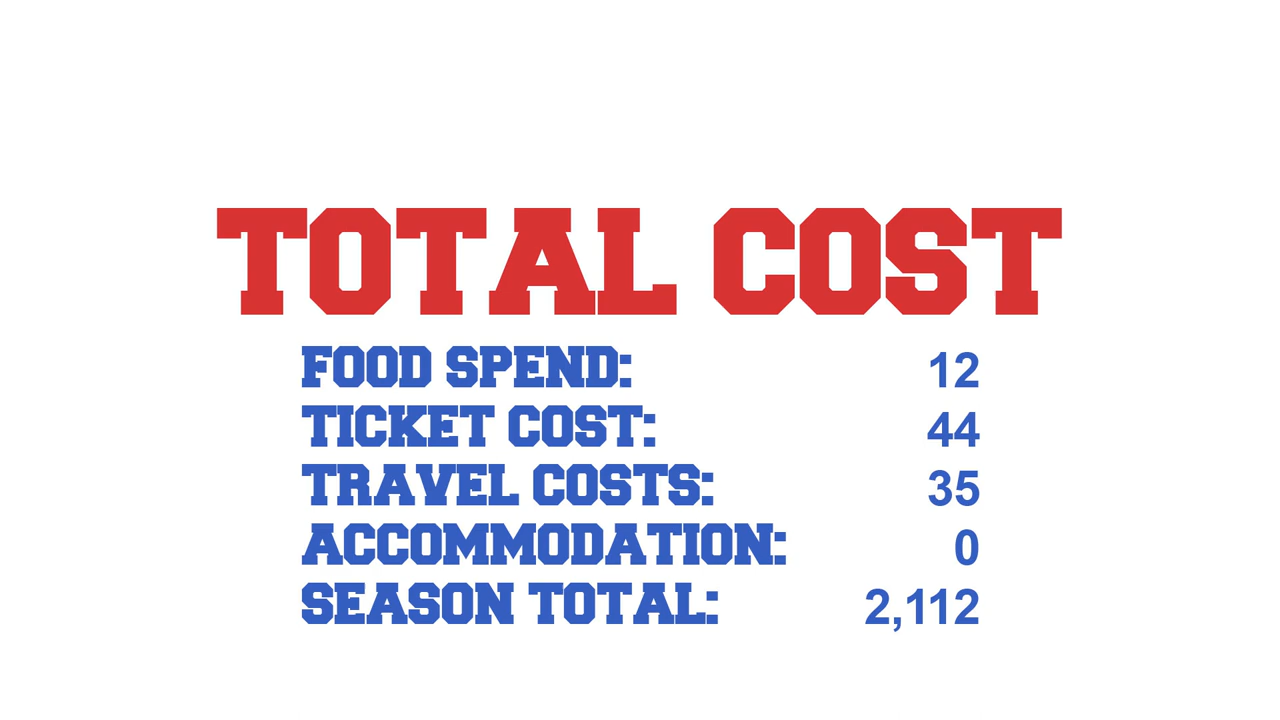 TOTAL COST
FOOD SPEND: 12
TICKET COST: 44
TRAVEL COSTS: 35
ACCOMMODATION: 0
SEASON TOTAL: 2,112